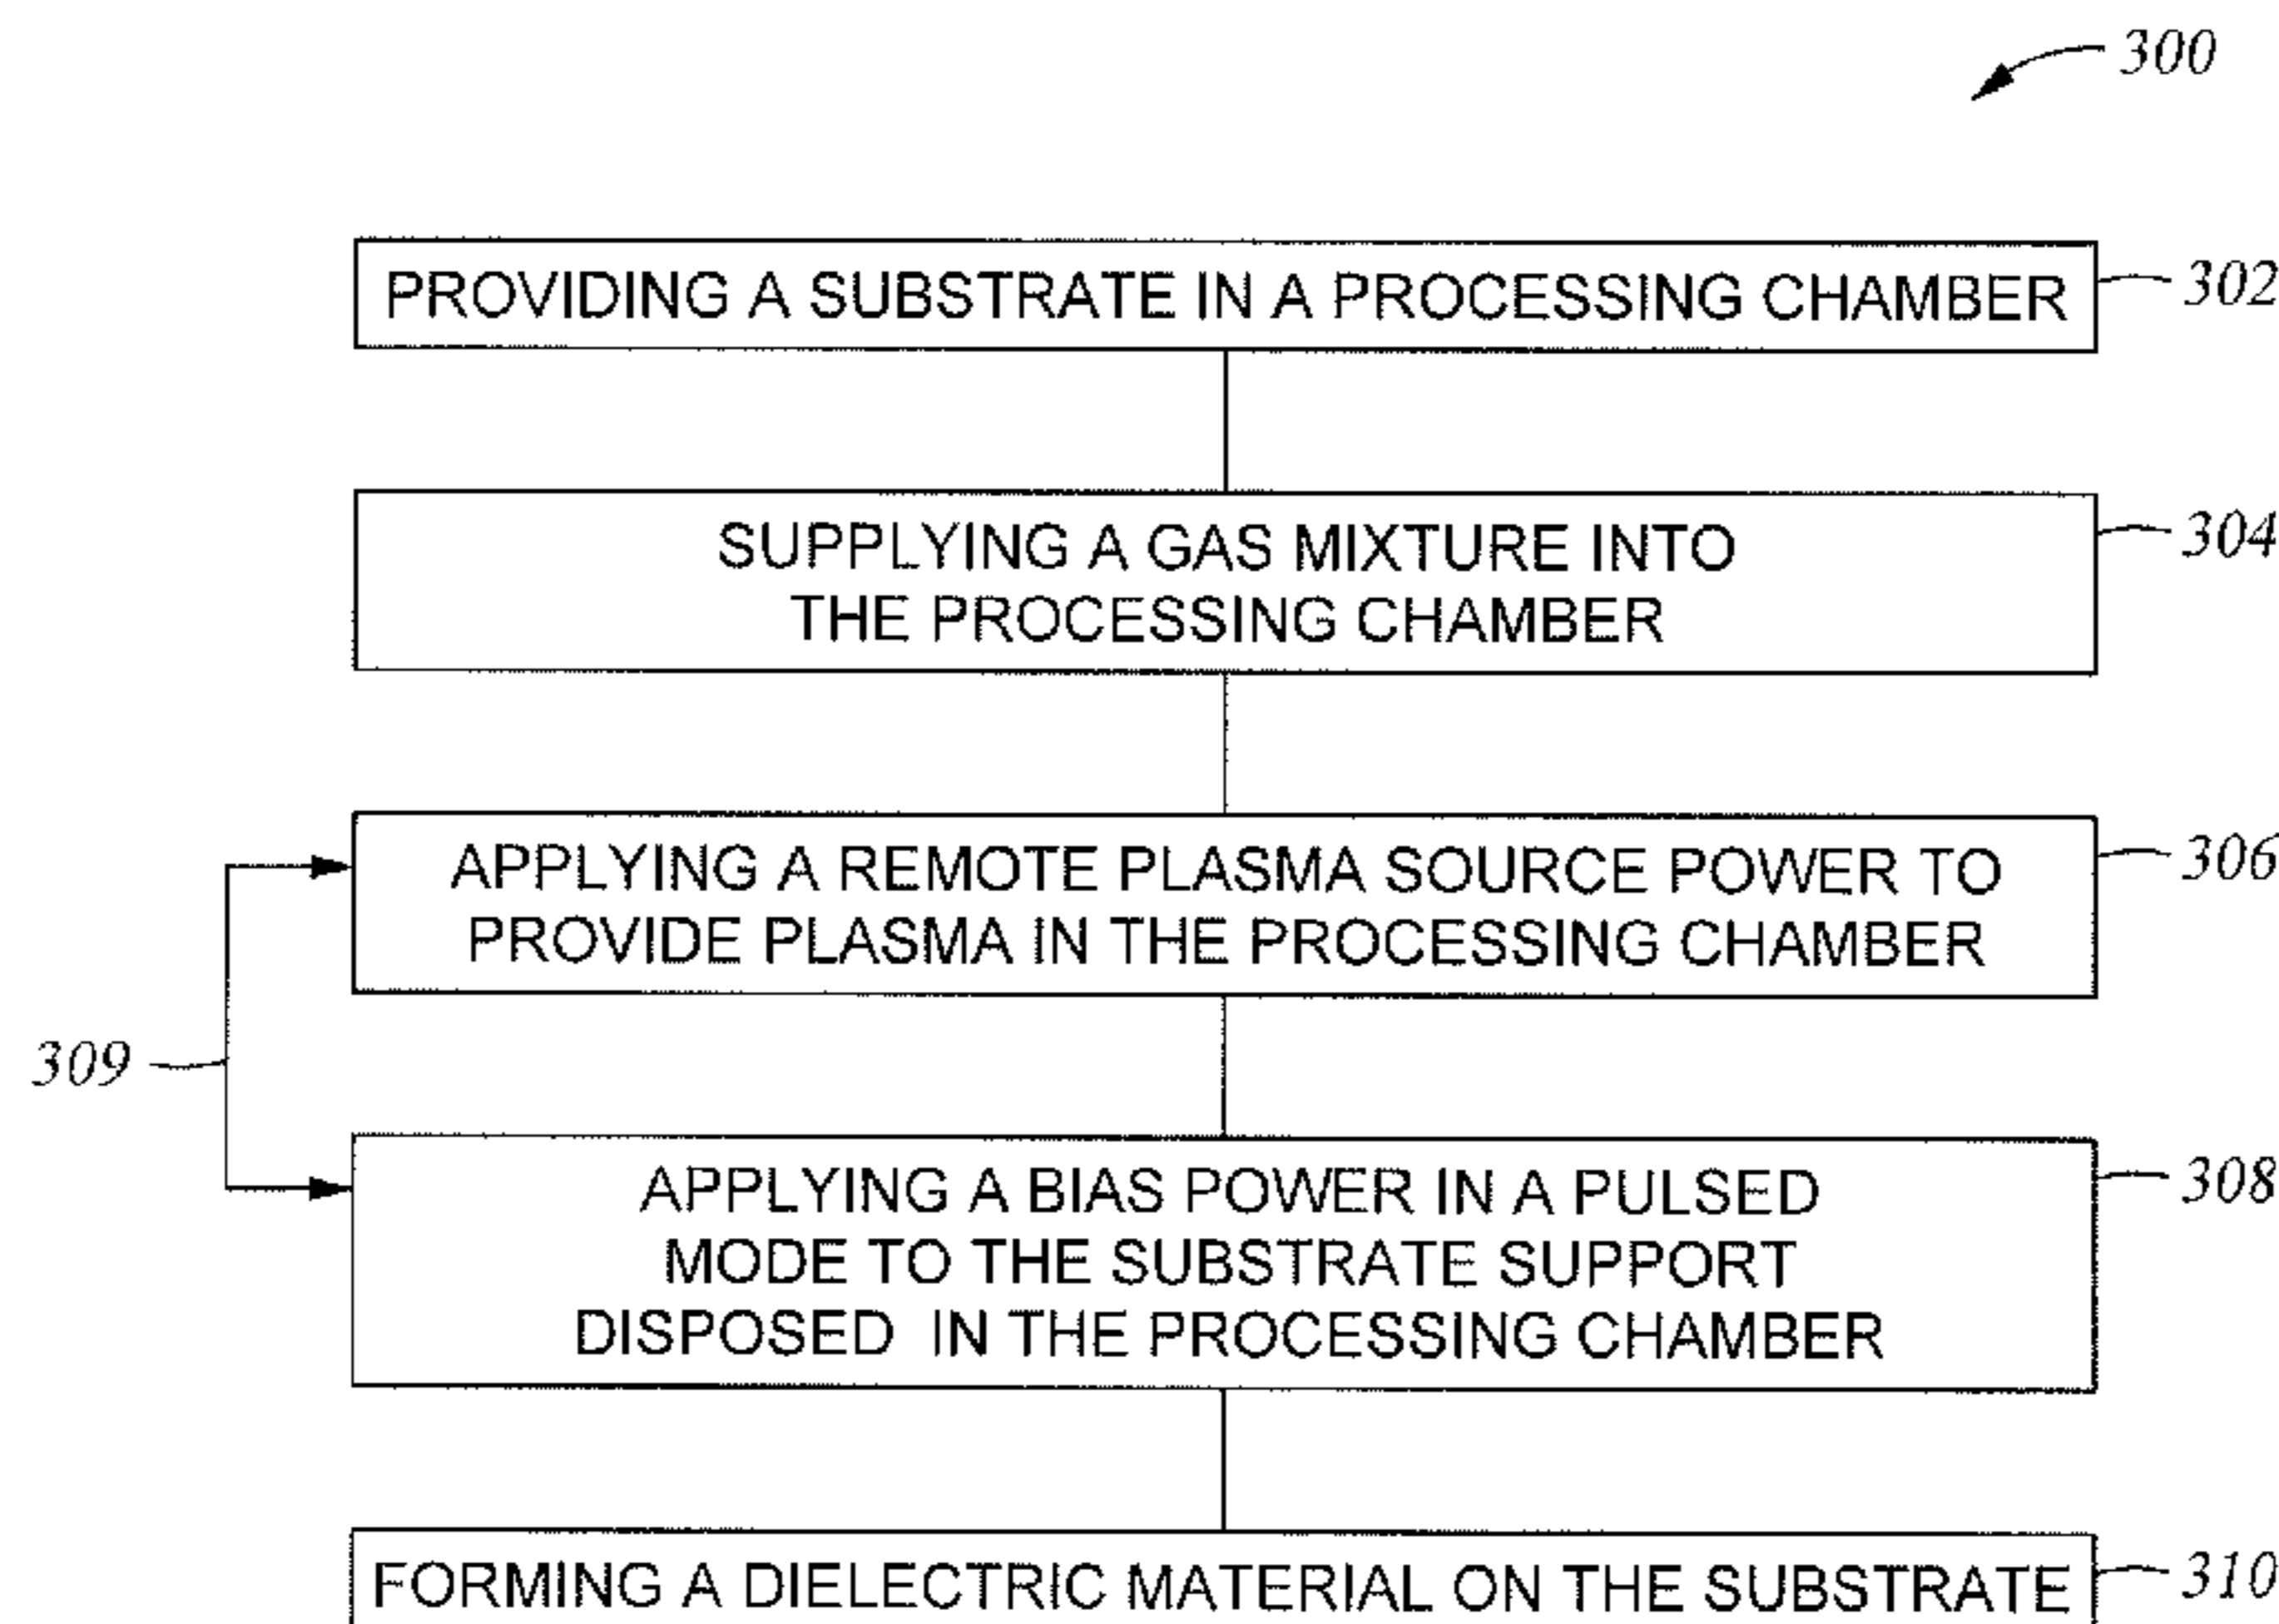 300
PROVIDING A SUBSTRATE IN A PROCESSING CHAMBER
302
SUPPLYING A GAS MIXTURE INTO
THE PROCESSING CHAMBER
304
APPLYING A REMOTE PLASMA SOURCE POWER TO
PROVIDE PLASMA IN THE PROCESSING CHAMBER
306
309
APPLYING A BIAS POWER IN A PULSED
MODE TO THE SUBSTRATE SUPPORT
DISPOSED IN THE PROCESSING CHAMBER
308
FORMING A DIELECTRIC MATERIAL ON THE SUBSTRATE
310